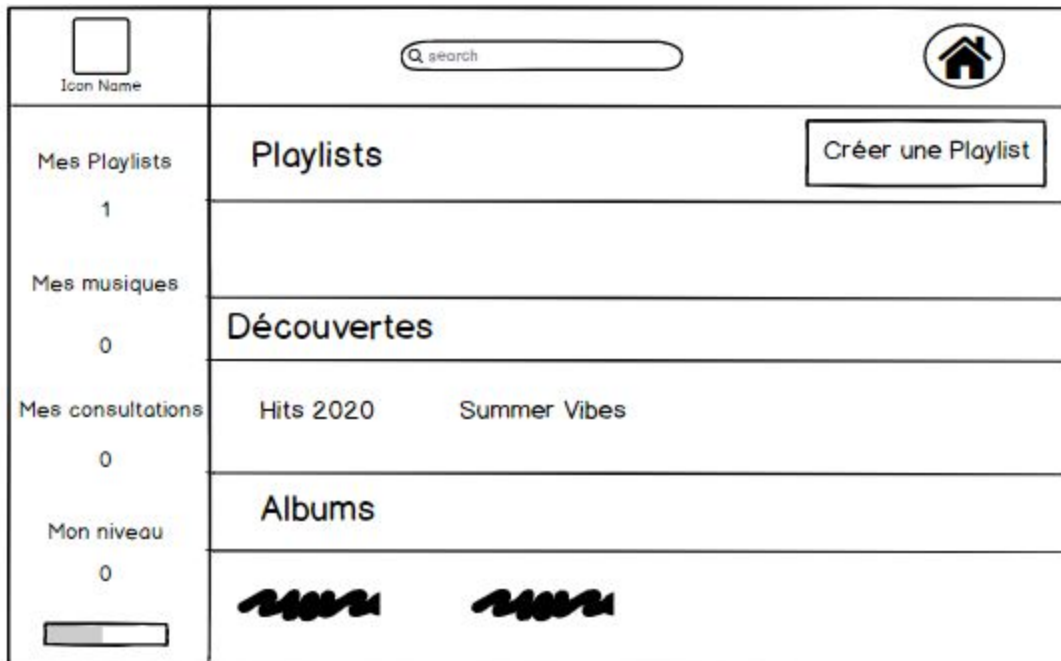 Icon Name
search
Mes Playlists
1
Mes musiques
0
Mes consultations
0
Mon niveau
0
Playlists
Créer une Playlist
Découvertes
Hits 2020
Summer Vibes
Albums